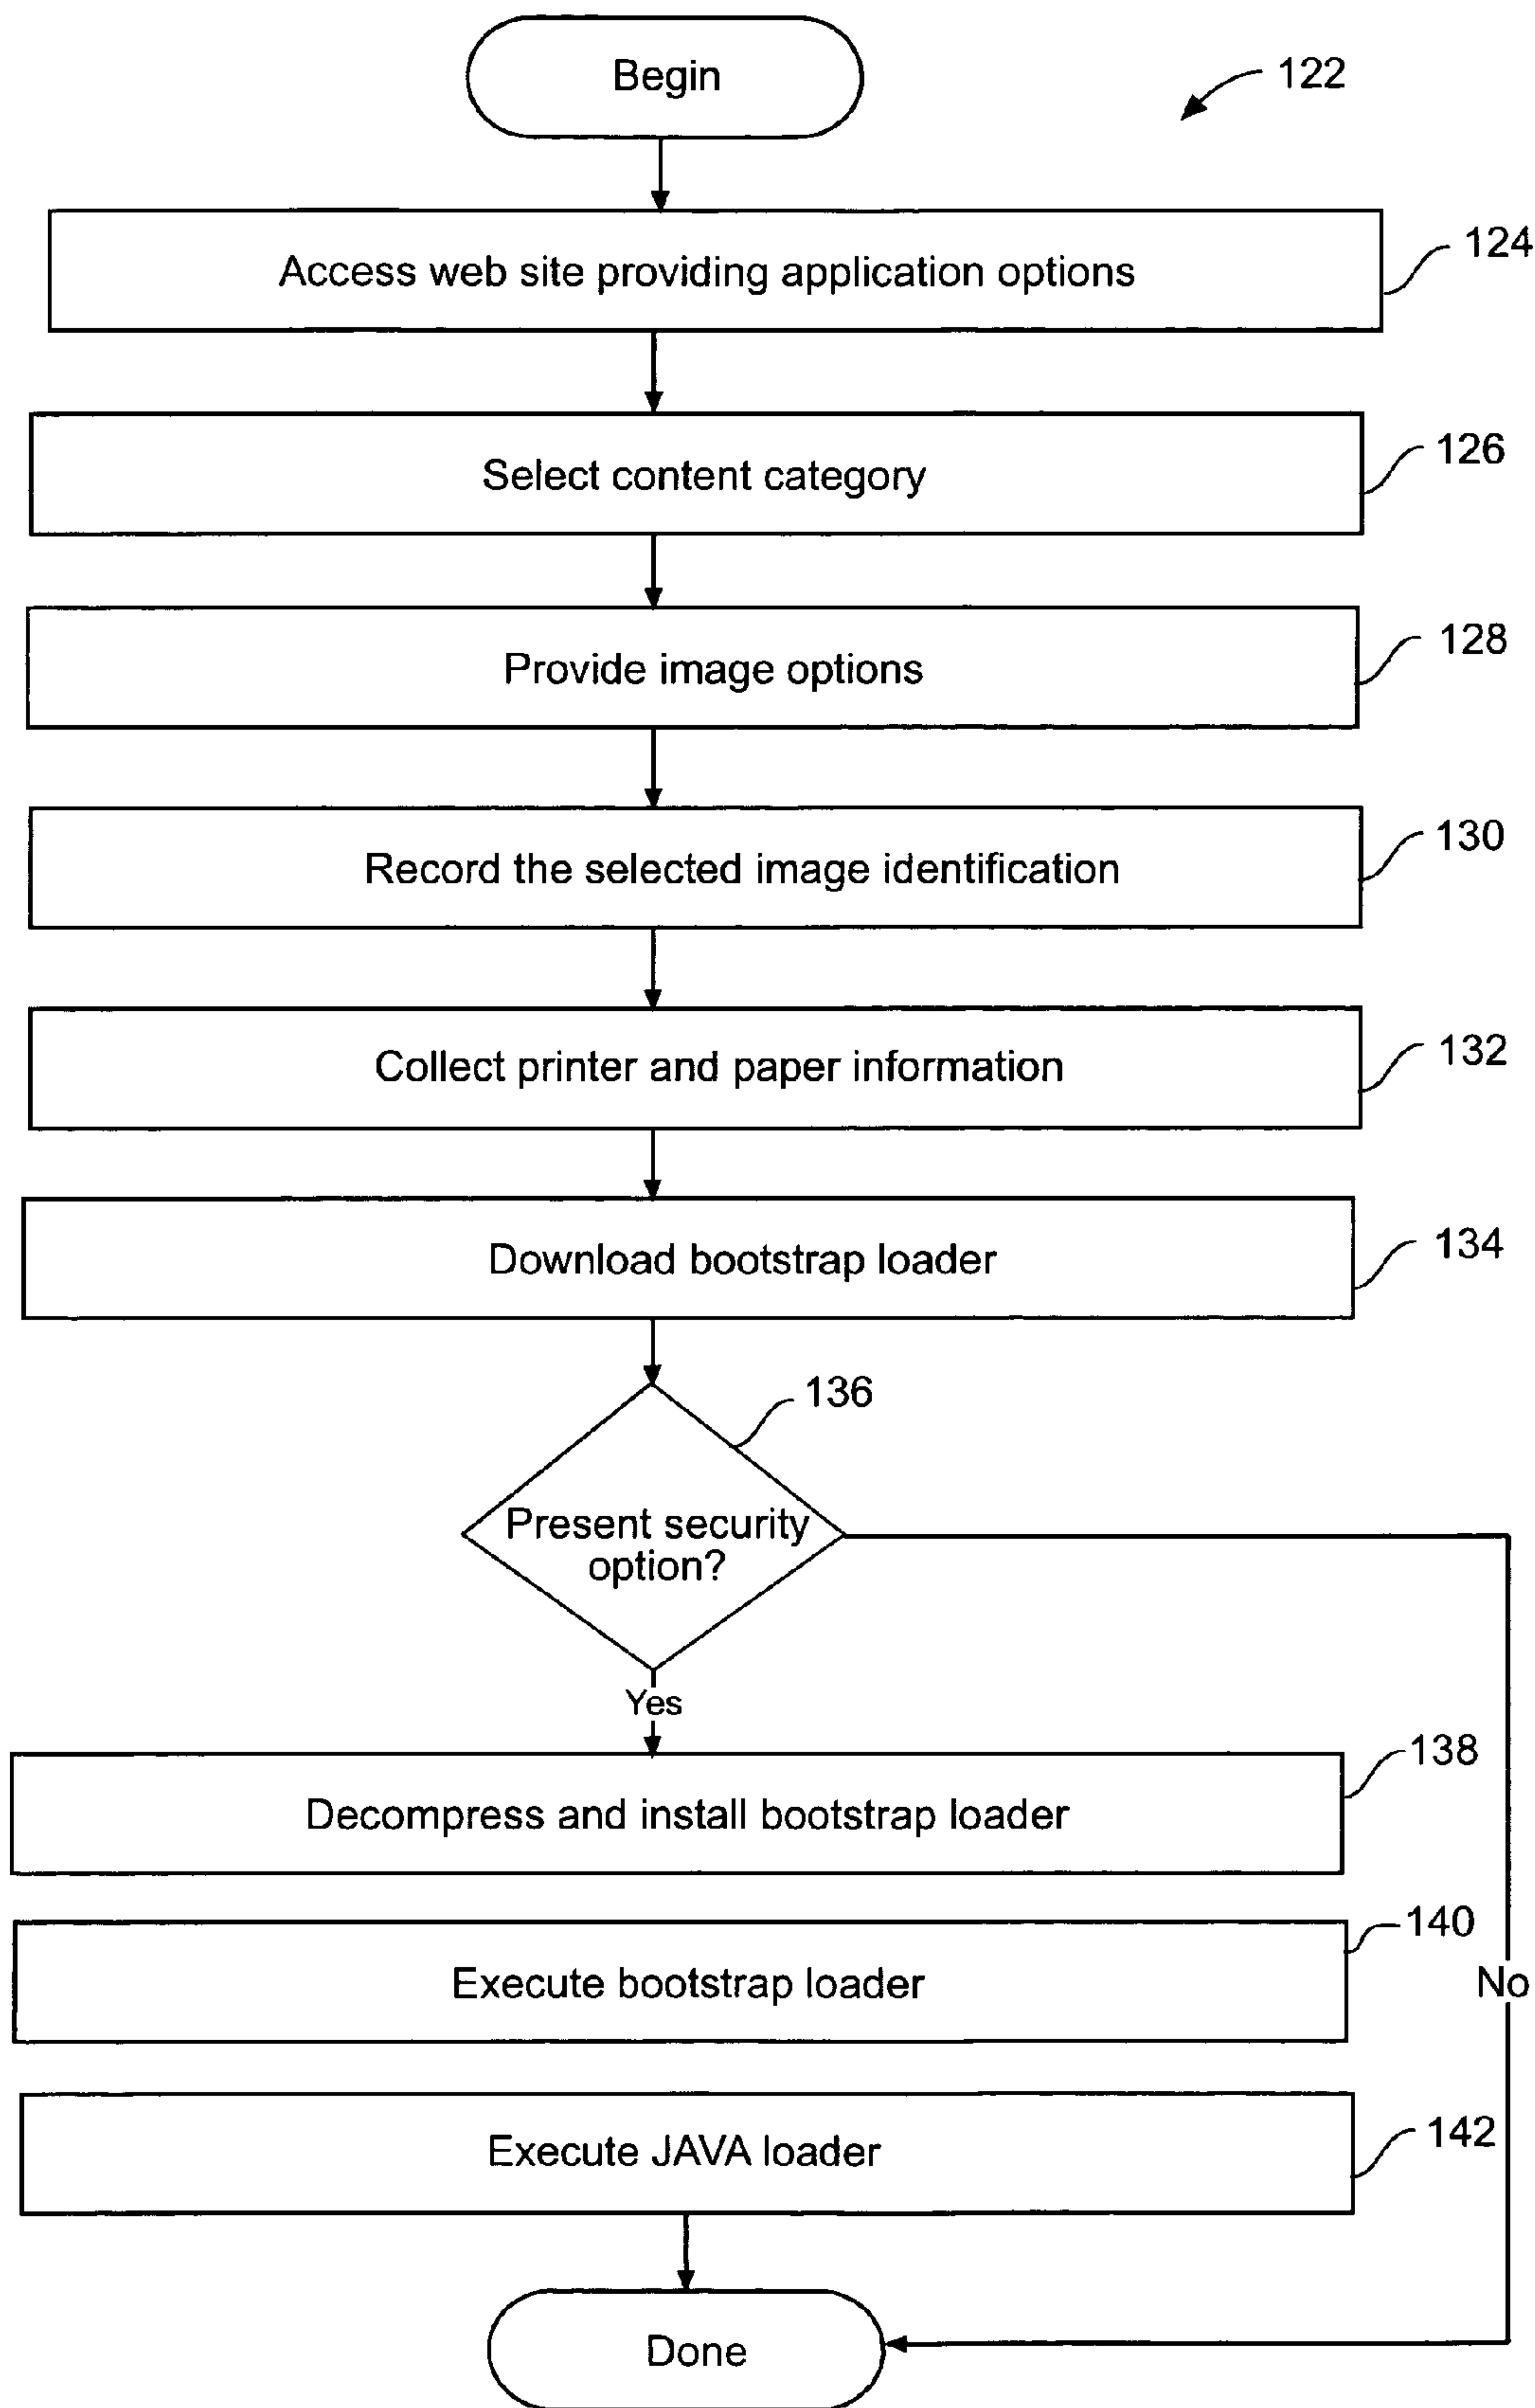 Begin
122
Access web site providing application options
124
Select content category
126
Provide image options
128
Record the selected image identification
130
Collect printer and paper information
132
Download bootstrap loader
134
136
Present security
option?
Yes
138
Decompress and install bootstrap loader
140
Execute bootstrap loader
No
Execute JAVA loader
142
Done